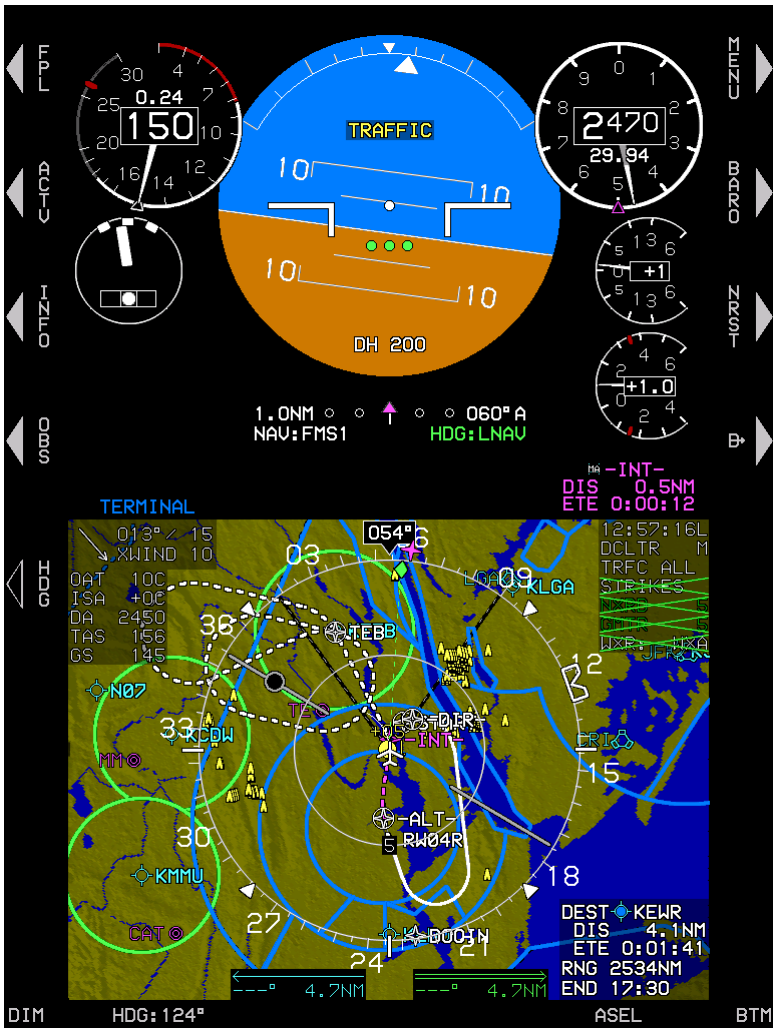 FPL
MENU
30
4
25
7
0.24
150
10
20
16
14
12
TRAFFIC
9
0
1
8
2
2470
7
3
29.94
6
5
4
ACTV
BARO
10
10
10
10
DH 200
5
13
6
0
+1
5
13
6
INFO
NRST
4
2
+1.0
0
2
4
1.0NM
060°A
NAV:FMS1
HDG:LNAV
OBS
MA -INT-
DIS 0.5NM
ETE 0:00:12
TERMINAL
013°/ 15
XWIND 10
054°
06
12:57:16L
DCLTR M
TRFC ALL
STRIKES
HDG
03
09
KLGA
OAT 10C
ISA +0C
DA 2450
TAS 156
GS 145
36
TEB
12
N07
TE
33
KCDW
-DIR-
-INT-
CRI
MM
15
-ALT-
RW04R
5
30
KMMU
18
CAT
27
DOOIN
24
21
DEST KEWR
DIS 4.1NM
ETE 0:01:41
RNG 2534NM
END 17:30
---° 4.7NM
---° 4.7NM
DIM
HDG:124°
ASEL
BTM